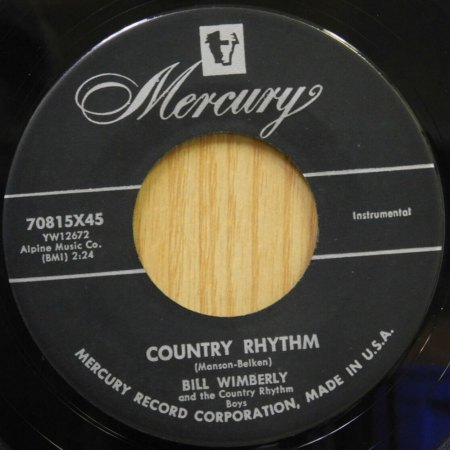 Mercury
70815X45
YW12672
Alpine Music Co.
(BMI) 2:24
Instrumental
COUNTRY RHYTHM
(Manson-Belken)
BILL WIMBERLY
and the Country Rhythm
Boys
MERCURY RECORD CORPORATION, MADE IN U.S.A.